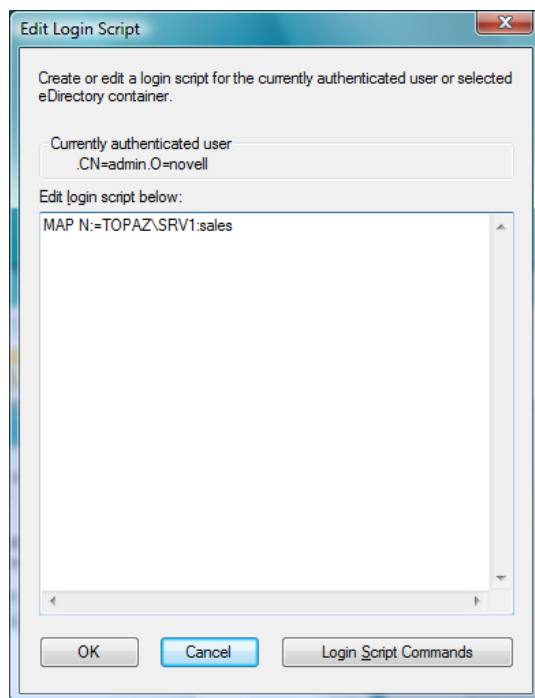 Edit Login Script
Create or edit a login script for the currently authenticated user or selected
eDirectory container.
Currently authenticated user
.CN=admin.O=novell
Edit login script below:
MAP N:=TOPAZ\SRV1:sales
OK
Cancel
Login Script Commands